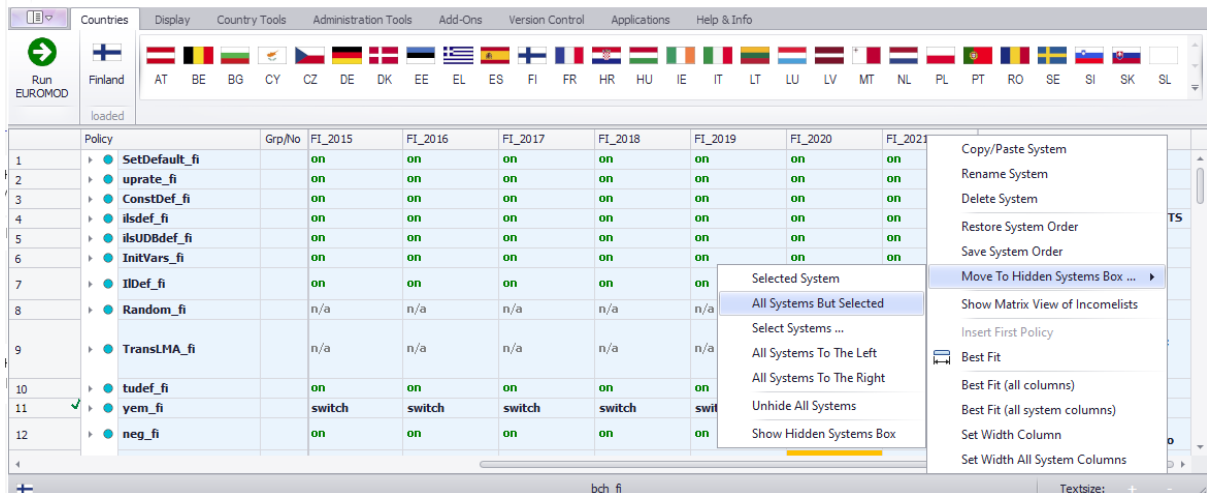 Countries Display Country Tools Administration Tools Add-Ons Version Control Applications Help & Info
Run EUROMOD
Finland
loaded
AT BE BG CY CZ DE DK EE EL ES FI FR HR HU IE IT LT LU LV MT NL PL PT RO SE SI SK SL
Policy Grp/No FI_2015 FI_2016 FI_2017 FI_2018 FI_2019 FI_2020 FI_2021
1 SetDefault_fi on on on on on on on
2 uprate_fi on on on on on on on
3 ConstDef_fi on on on on on on on
4 ilsdef_fi on on on on on on on TS
5 ilsUDBdef_fi on on on on on on on
6 InitVars_fi on on on on on on on
7 IlDef_fi on on on on on
8 Random_fi n/a n/a n/a n/a n/a
9 TransLMA_fi n/a n/a n/a n/a n/a
10 tudef_fi on on on on on
11 yem_fi switch switch switch switch swit
12 neg_fi on on on on on
Copy/Paste System
Rename System
Delete System
Restore System Order
Save System Order
Move To Hidden Systems Box ...
Show Matrix View of Incomelists
Insert First Policy
Best Fit
Best Fit (all columns)
Best Fit (all system columns)
Set Width Column
Set Width All System Columns
Selected System
All Systems But Selected
Select Systems ...
All Systems To The Left
All Systems To The Right
Unhide All Systems
Show Hidden Systems Box
bch_fi Textsize: + -